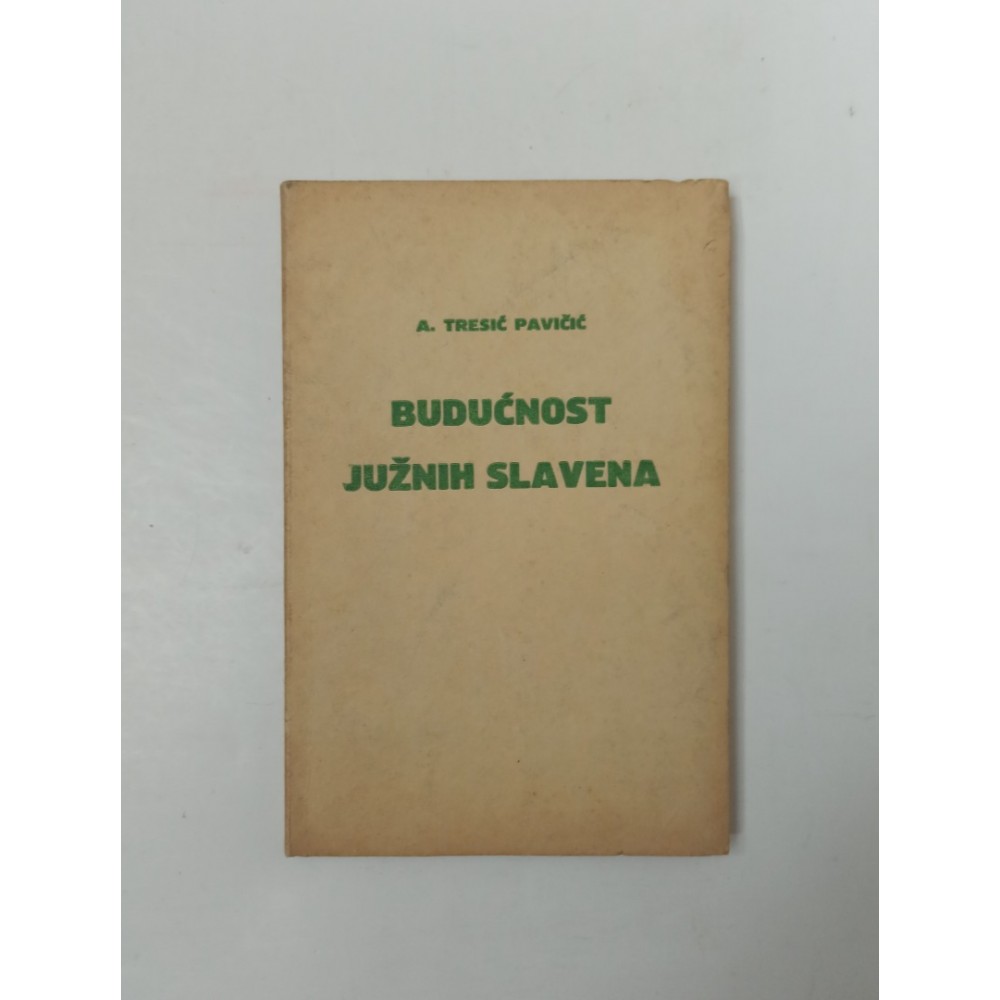 A. TRESIĆ PAVIČIĆ
BUDUĆNOST
JUŽNIH SLAVENA